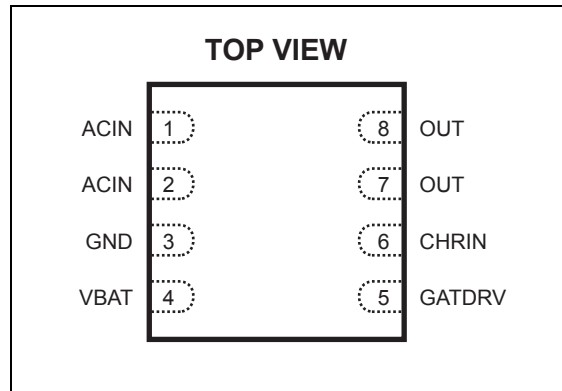 TOP VIEW
ACIN 1 8 OUT
ACIN 2 7 OUT
GND 3 6 CHRIN
VBAT 4 5 GATDRV